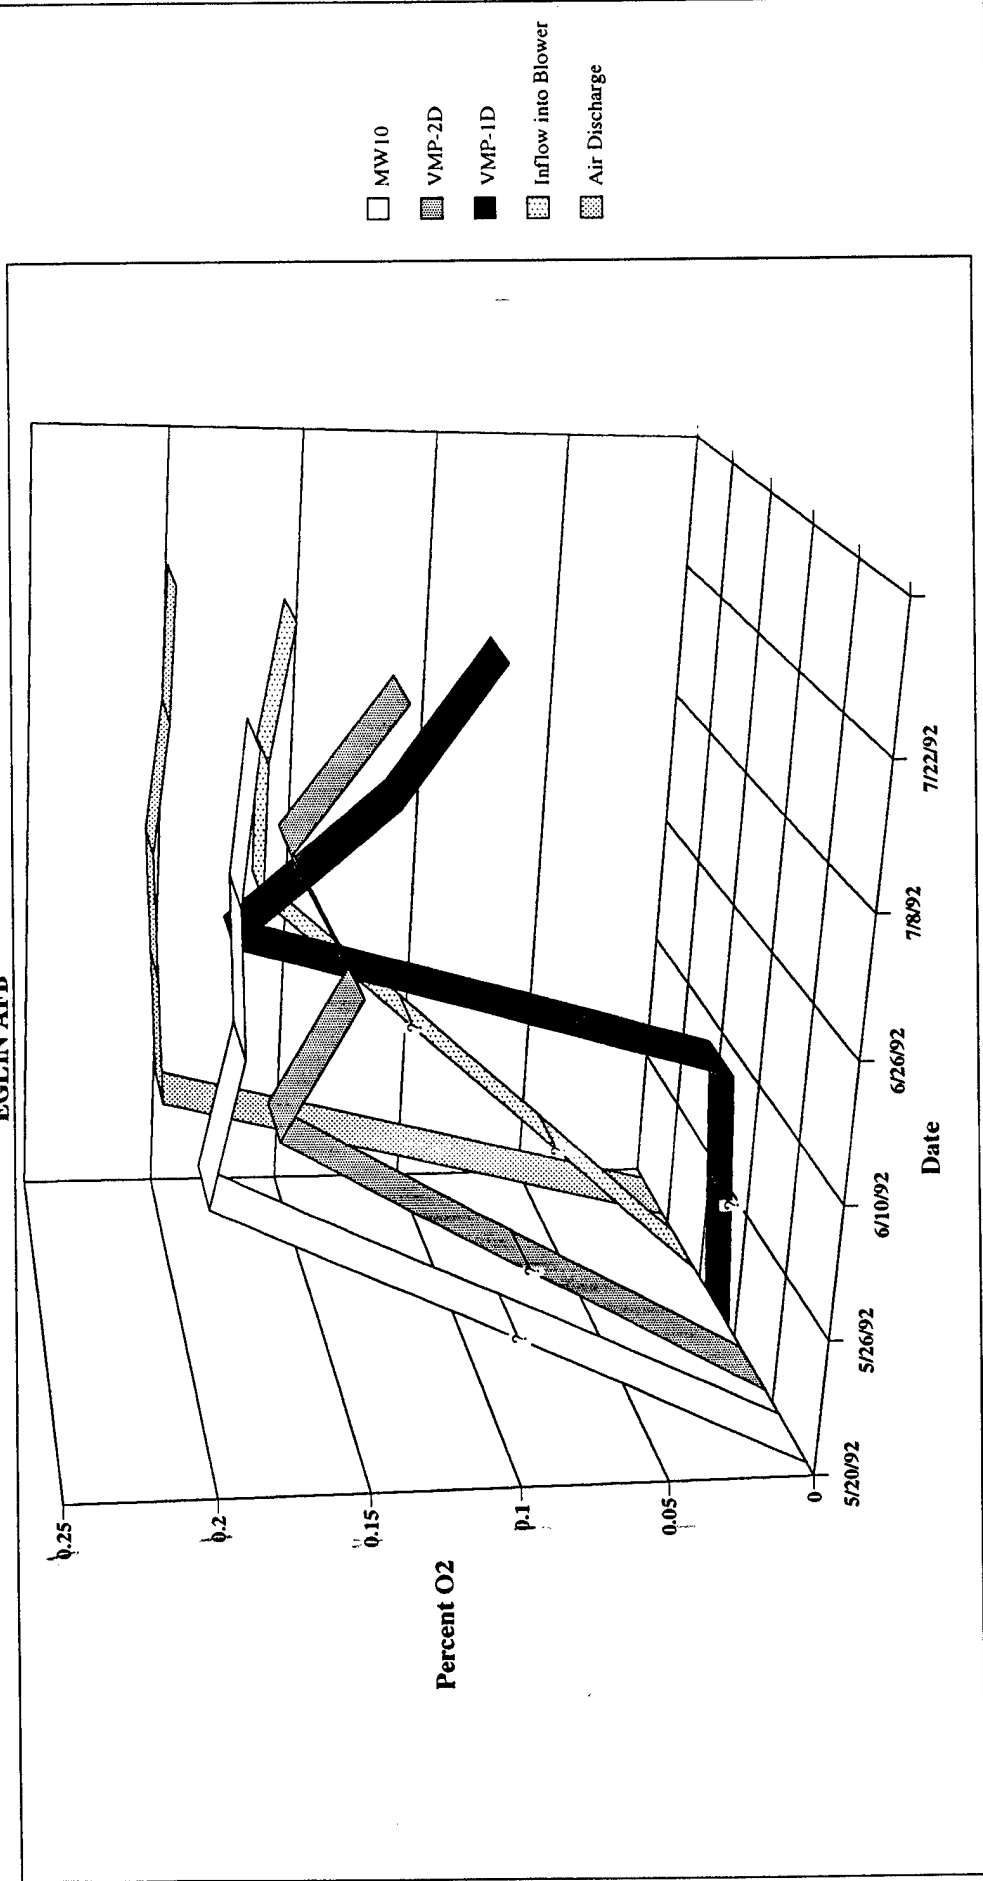 EGLIN AFB
0.25
0.2
0.15
0.1
0.05
0
Percent O2
5/20/92
5/26/92
6/10/92
6/26/92
7/8/92
7/22/92
Date
?
?
?
?
?
MW10
VMP-2D
VMP-1D
Inflow into Blower
Air Discharge